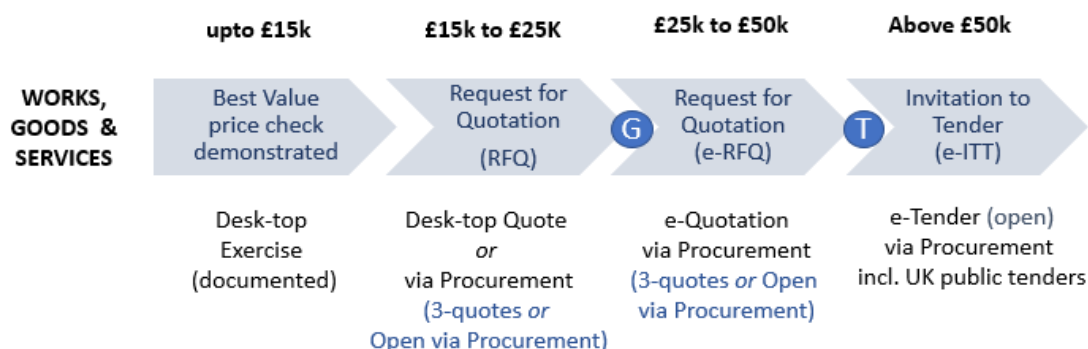 upto £15k
£15k to £25K
£25k to £50k
Above £50k
WORKS,
GOODS &
SERVICES
Best Value
price check
demonstrated
Request for
Quotation
(RFQ)
G
Request for
Quotation
(e-RFQ)
T
Invitation to
Tender
(e-ITT)
Desk-top
Exercise
(documented)
Desk-top Quote
or
via Procurement
(3-quotes or
Open via Procurement)
e-Quotation
via Procurement
(3-quotes or Open
via Procurement)
e-Tender (open)
via Procurement
incl. UK public tenders